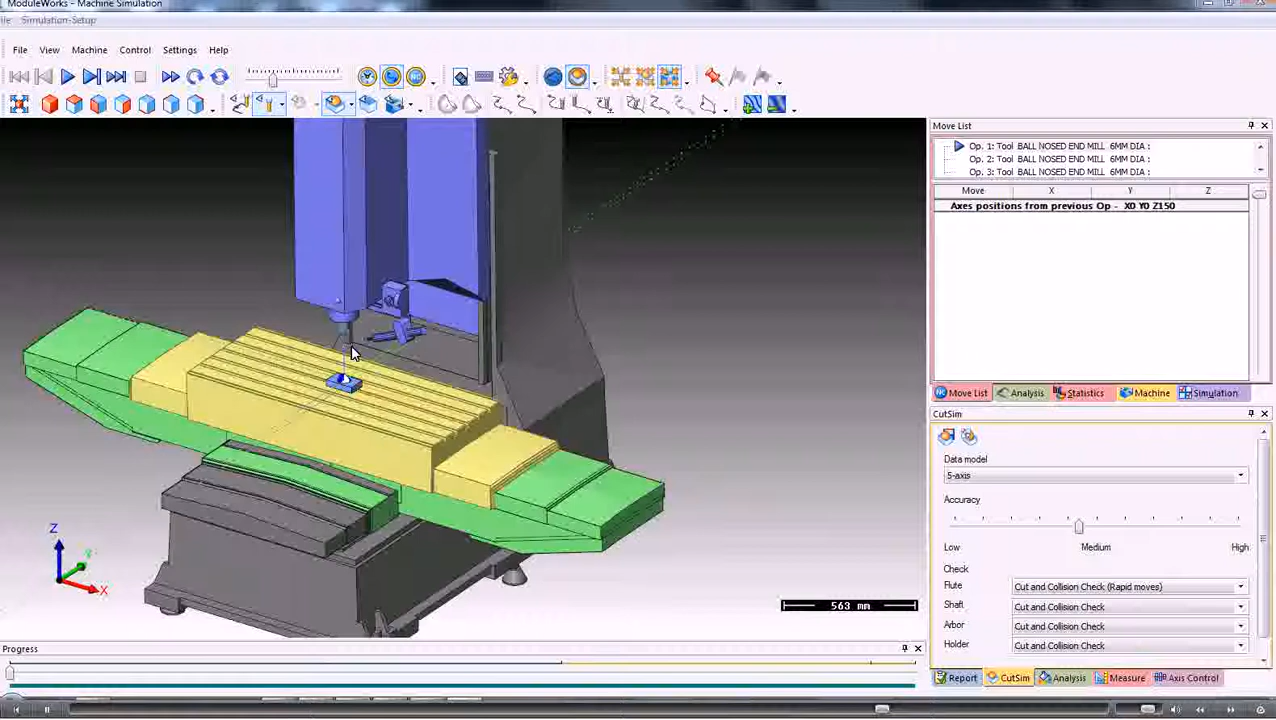 ModuleWorks - Machine Simulation
Simulation-Setup
File View Machine Control Settings Help
Move List
Op. 1: Tool BALL NOSED END MILL 6MM DIA :
Op. 2: Tool BALL NOSED END MILL 6MM DIA :
Op. 3: Tool BALL NOSED END MILL 6MM DIA :
Move X Y Z
Axes positions from previous Op - X0 Y0 Z150
NC Move List Analysis Statistics Machine Simulation
CutSim
Data model
5-axis
Accuracy
Low Medium High
Check
Flute Cut and Collision Check (Rapid moves)
Shaft Cut and Collision Check
Arbor Cut and Collision Check
Holder Cut and Collision Check
Report CutSim Analysis Measure Axis Control
Z
Y
X
563 mm
Progress